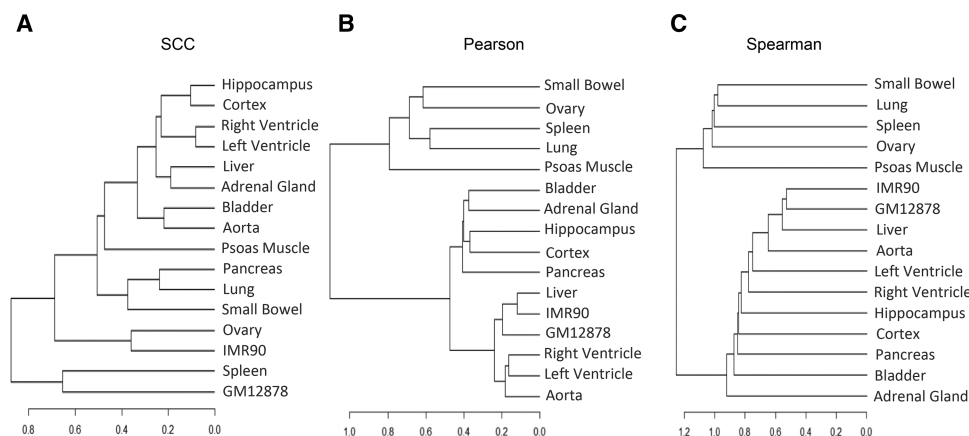 A
SCC
Hippocampus
Cortex
Right Ventricle
Left Ventricle
Liver
Adrenal Gland
Bladder
Aorta
Psoas Muscle
Pancreas
Lung
Small Bowel
Ovary
IMR90
Spleen
GM12878
0.8 0.6 0.4 0.2 0.0
B
Pearson
Small Bowel
Ovary
Spleen
Lung
Psoas Muscle
Bladder
Adrenal Gland
Hippocampus
Cortex
Pancreas
Liver
IMR90
GM12878
Right Ventricle
Left Ventricle
Aorta
1.0 0.8 0.6 0.4 0.2 0.0
C
Spearman
Small Bowel
Lung
Spleen
Ovary
Psoas Muscle
IMR90
GM12878
Liver
Aorta
Left Ventricle
Right Ventricle
Hippocampus
Cortex
Pancreas
Bladder
Adrenal Gland
1.2 1.0 0.8 0.6 0.4 0.2 0.0